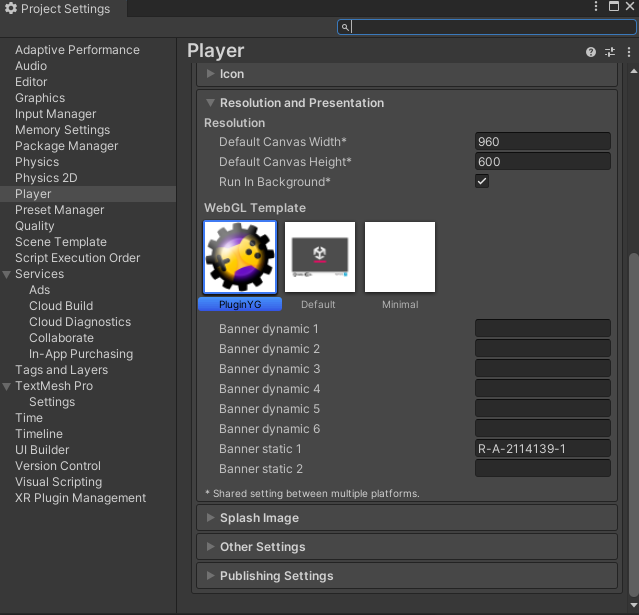 Project Settings
Adaptive Performance
Audio
Editor
Graphics
Input Manager
Memory Settings
Package Manager
Physics
Physics 2D
Player
Preset Manager
Quality
Scene Template
Script Execution Order
Services
Ads
Cloud Build
Cloud Diagnostics
Collaborate
In-App Purchasing
Tags and Layers
TextMesh Pro
Settings
Time
Timeline
UI Builder
Version Control
Visual Scripting
XR Plugin Management
Player
Icon
Resolution and Presentation
Resolution
Default Canvas Width* 960
Default Canvas Height* 600
Run In Background*
WebGL Template
PluginYG Default Minimal
Banner dynamic 1
Banner dynamic 2
Banner dynamic 3
Banner dynamic 4
Banner dynamic 5
Banner dynamic 6
Banner static 1 R-A-2114139-1
Banner static 2
* Shared setting between multiple platforms.
Splash Image
Other Settings
Publishing Settings